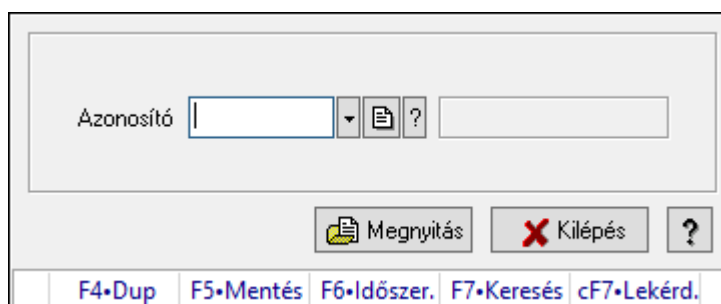 Azonosító ?
Megnyitás Kilépés ?
F4•Dup F5•Mentés F6•Időszer. F7•Keresés cF7•Lekérd.